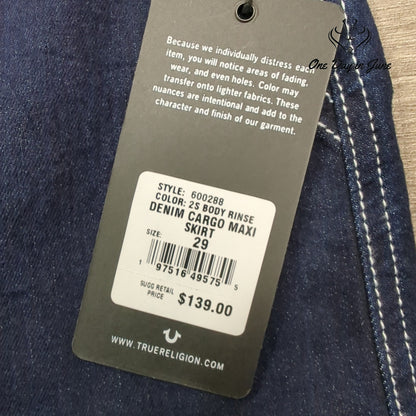 One Day in June
Because we individually distress each
item, you will notice areas of fading,
wear, and even holes. Color may
transfer onto lighter fabrics. These
nuances are intentional and add to the
character and finish of our garment.
STYLE: 600288
COLOR: 2S BODY RINSE
DENIM CARGO MAXI
SKIRT
SIZE:
29
1 97516 49575 5
SUGG RETAIL
PRICE
$139.00
WWW.TRUERELIGION.COM